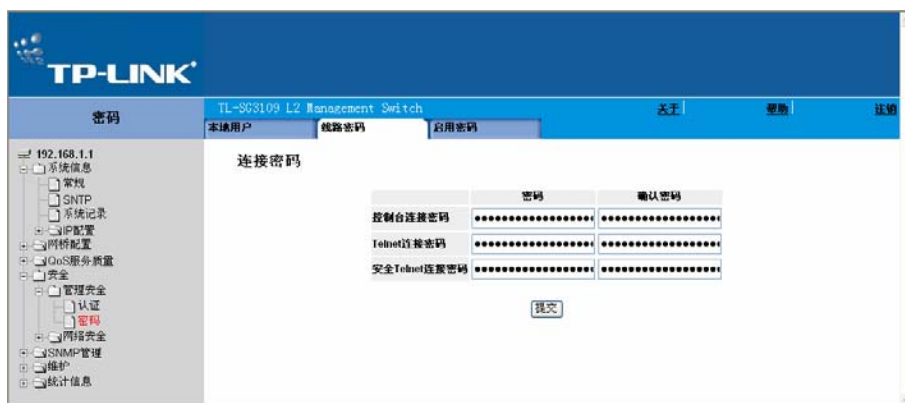 TP-LINK
密码
TL-SG3109 L2 Management Switch
关于
帮助
注销
本地用户
线路密码
启用密码
192.168.1.1
系统信息
常规
SNTP
系统记录
IP配置
网桥配置
QoS服务质量
安全
管理安全
认证
密码
网络安全
SNMP管理
维护
统计信息
连接密码
密码 确认密码
控制台连接密码
Telnet连接密码
安全Telnet连接密码
提交